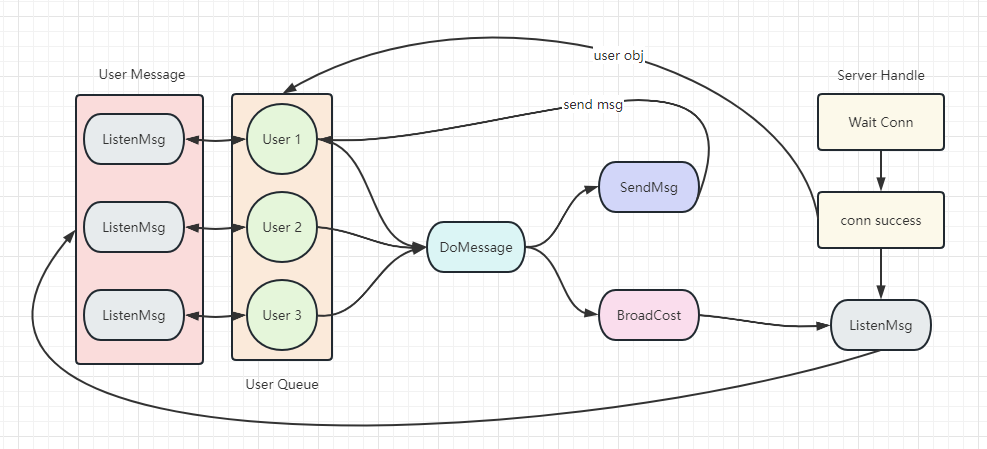 user obj
User Message
Server Handle
send msg
Wait Conn
ListenMsg
User 1
SendMsg
conn success
ListenMsg
User 2
DoMessage
ListenMsg
User 3
BroadCost
ListenMsg
User Queue